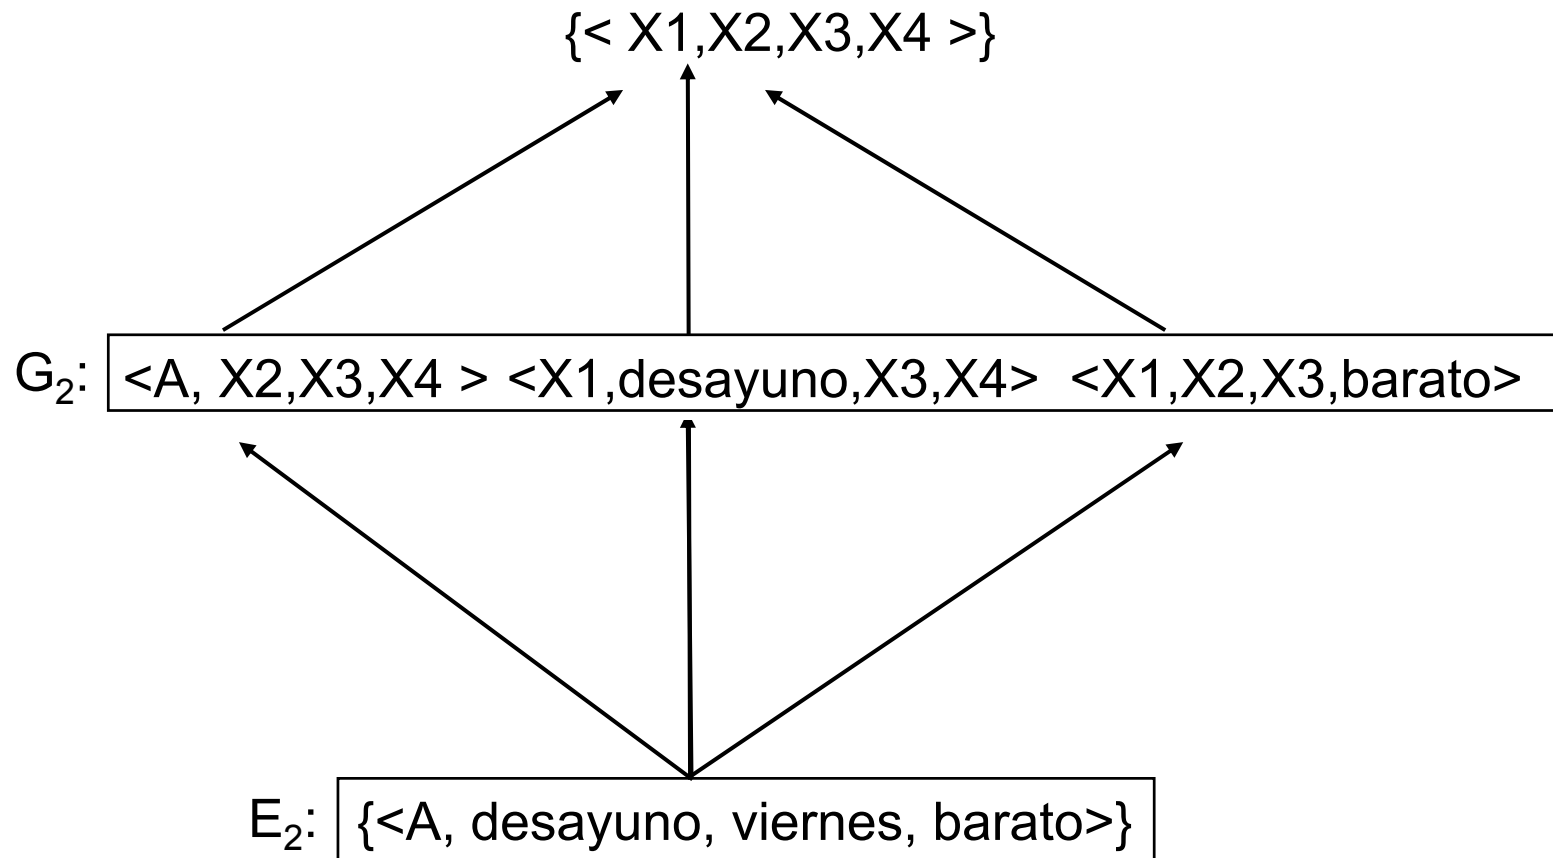 {< X1,X2,X3,X4 >}
G₂: <A, X2,X3,X4 > <X1,desayuno,X3,X4> <X1,X2,X3,barato>
E₂: {<A, desayuno, viernes, barato>}